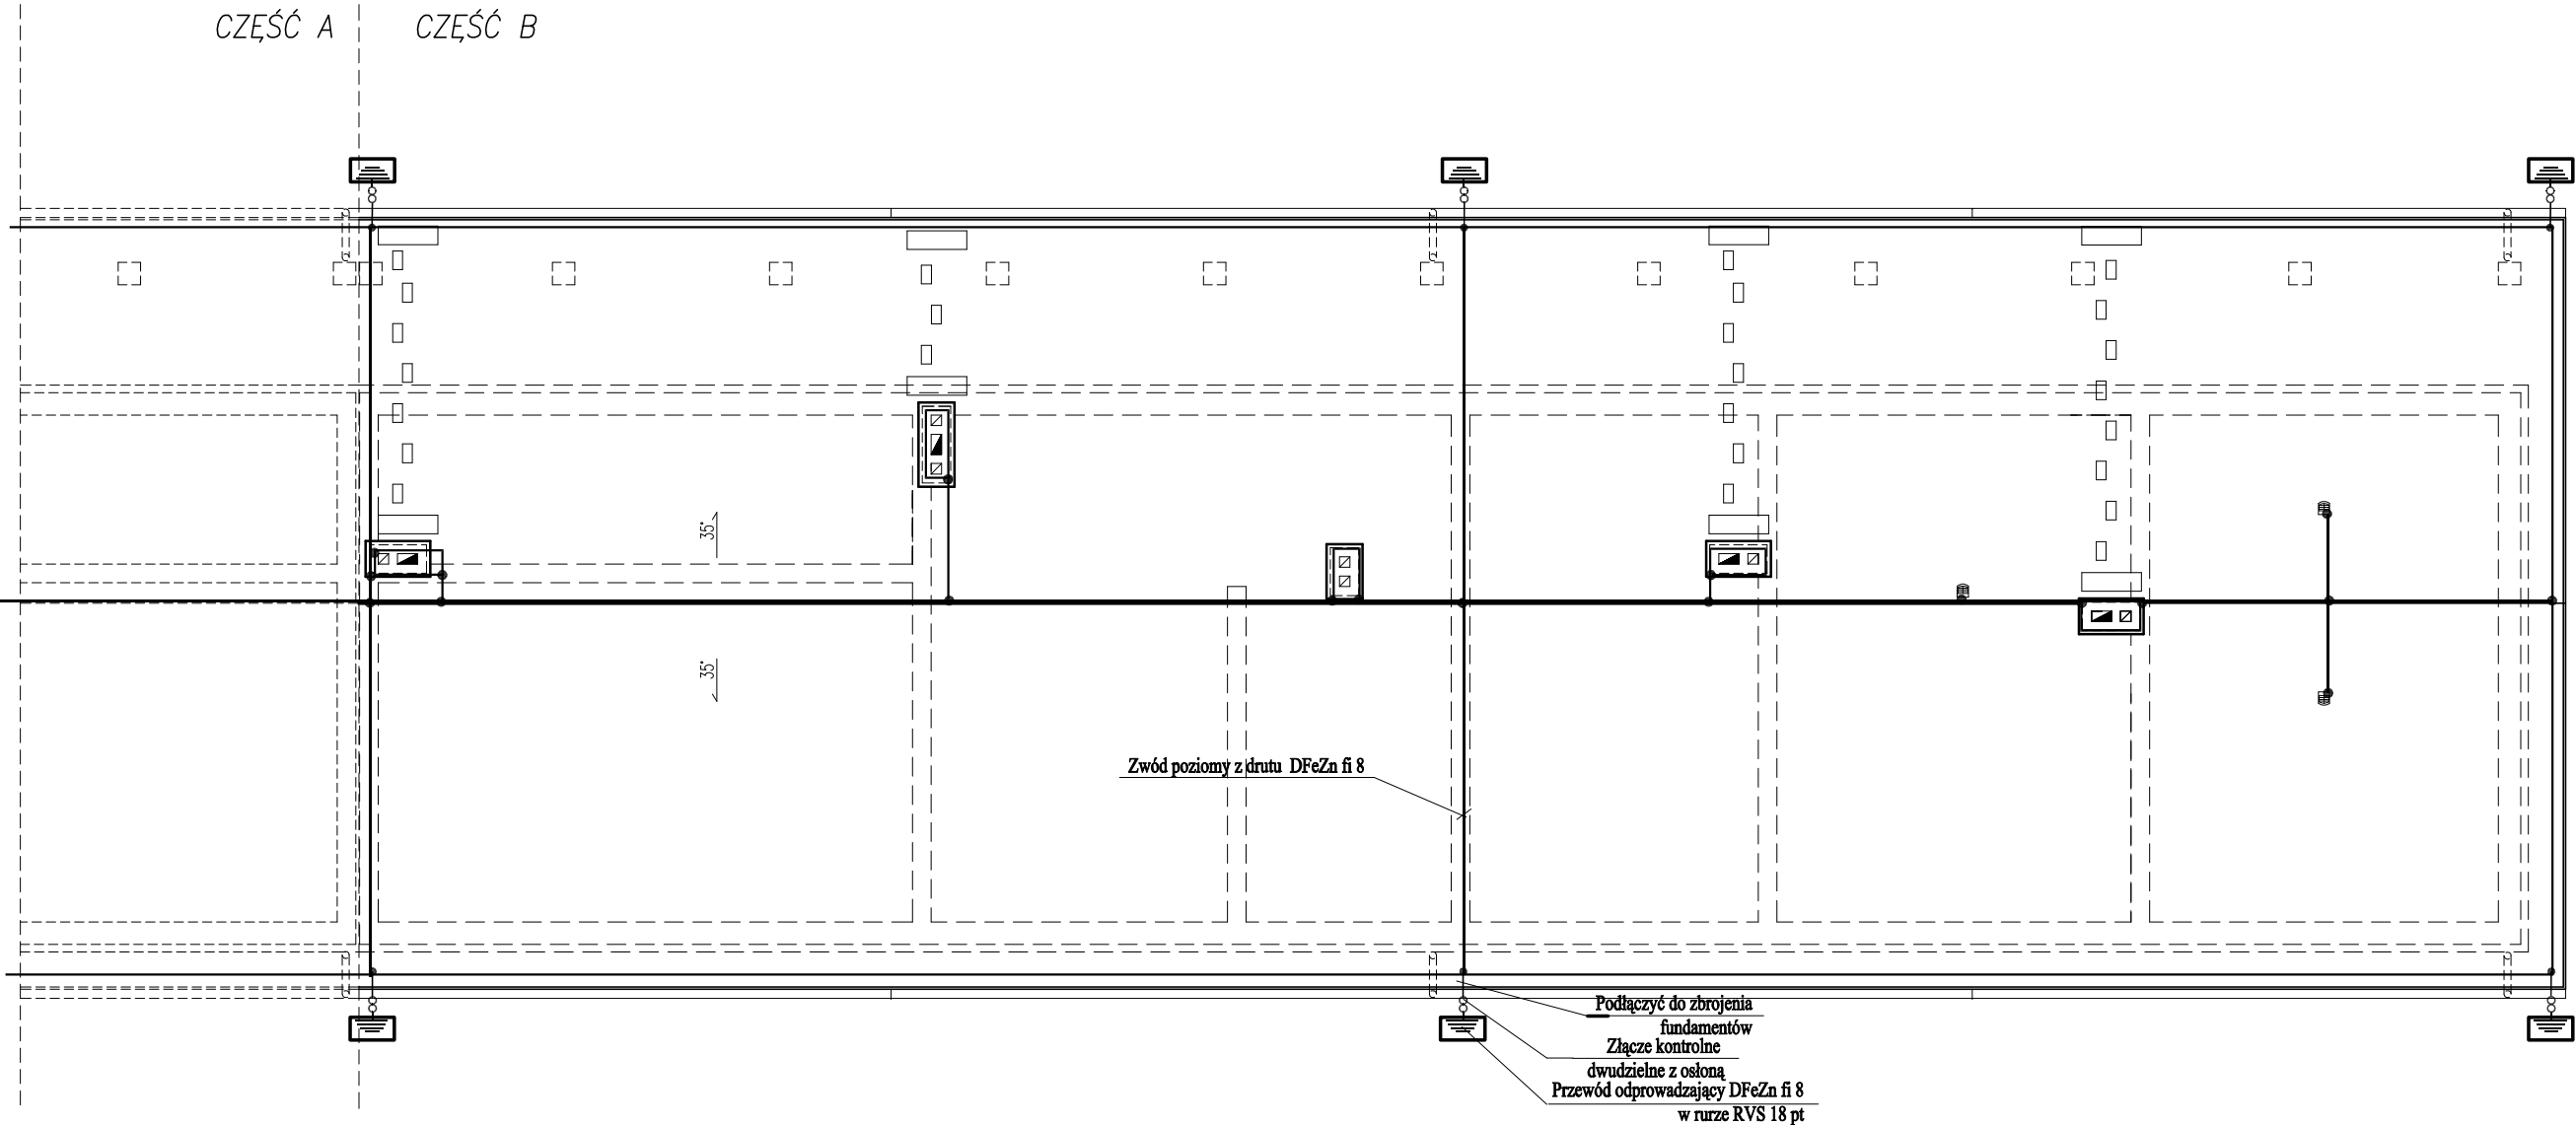 CZĘŚĆ A
CZĘŚĆ B
35°
35°
Zwód poziomy z drutu DFeZn fi 8
Podłączyć do zbrojenia
fundamentów
Złącze kontrolne
dwudzielne z osłoną
Przewód odprowadzający DFeZn fi 8
w rurze RVS 18 pt